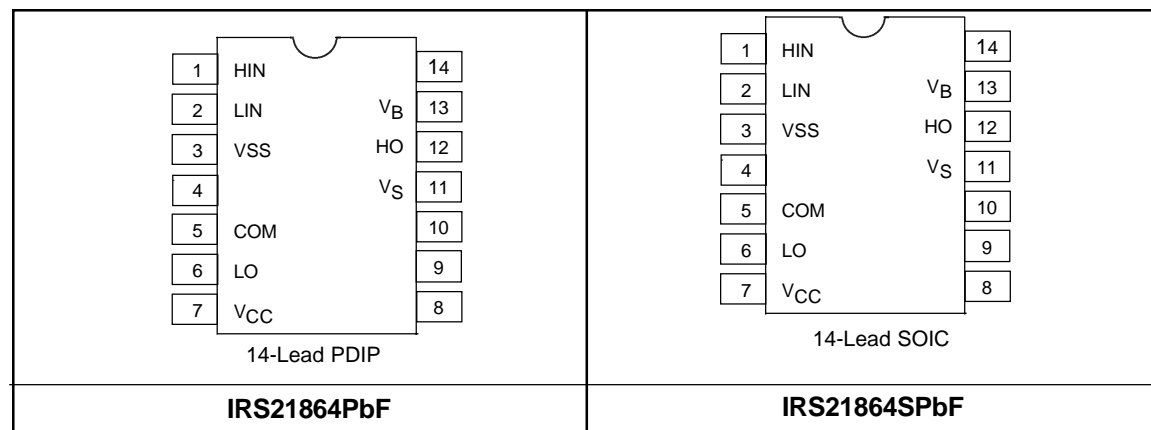 1 HIN 14
2 LIN VB 13
3 VSS HO 12
4 VS 11
5 COM 10
6 LO 9
7 VCC 8
14-Lead PDIP
IRS21864PbF
1 HIN 14
2 LIN VB 13
3 VSS HO 12
4 VS 11
5 COM 10
6 LO 9
7 VCC 8
14-Lead SOIC
IRS21864SPbF